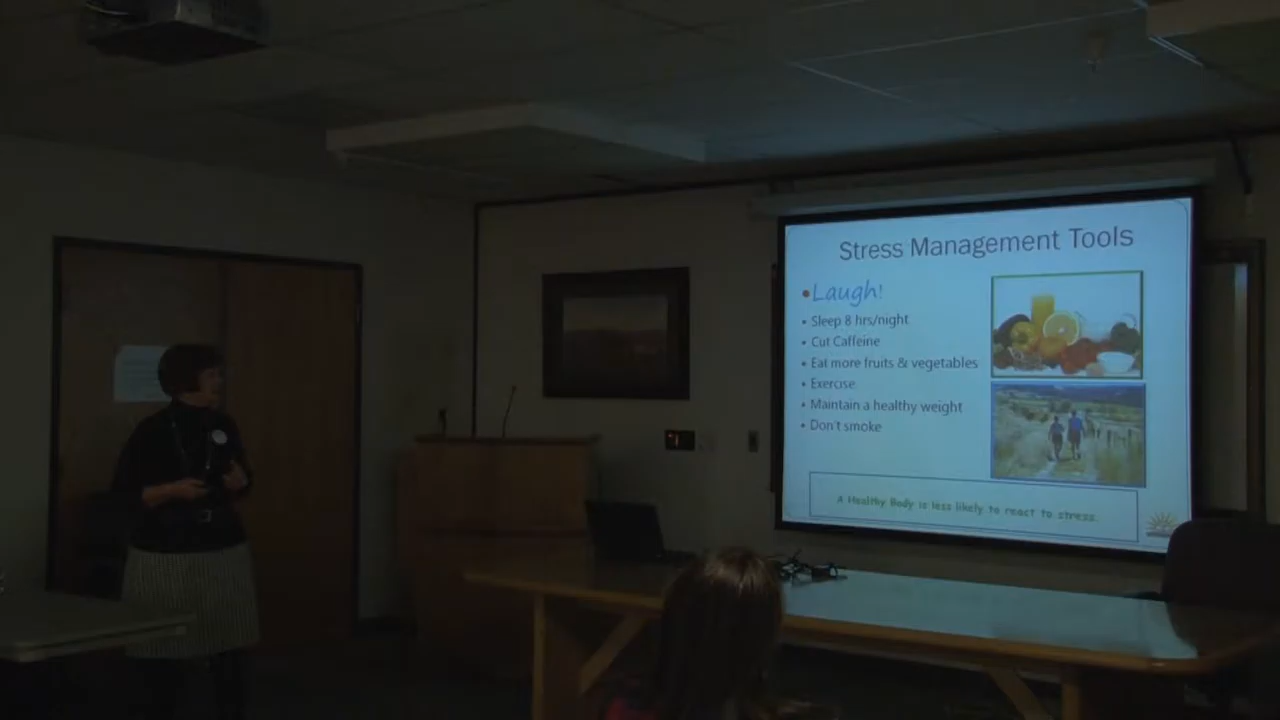 Stress Management Tools
• Laugh!
• Sleep 8 hrs/night
• Cut Caffeine
• Eat more fruits & vegetables
• Exercise
• Maintain a healthy weight
• Don't smoke
A Healthy Body is less likely to react to stress.